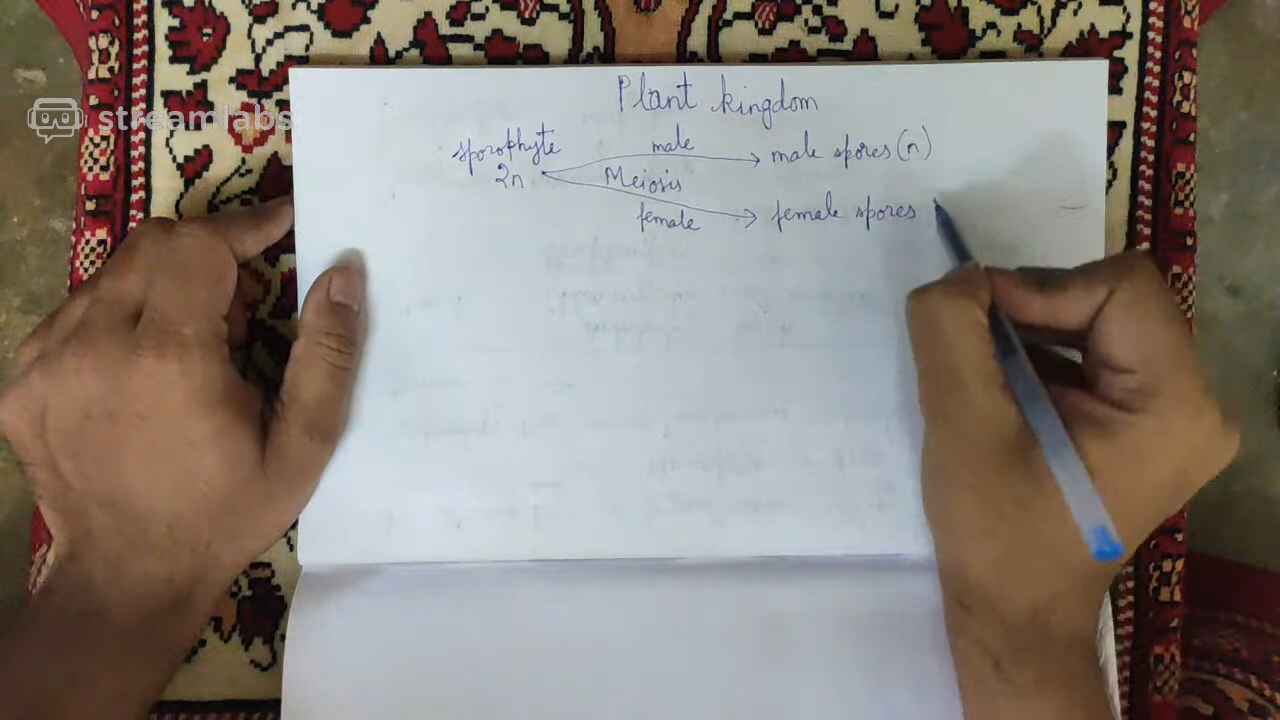 streamlabs
Plant kingdom
sporophyte male male spores (n)
2n Meiosis
female female spores